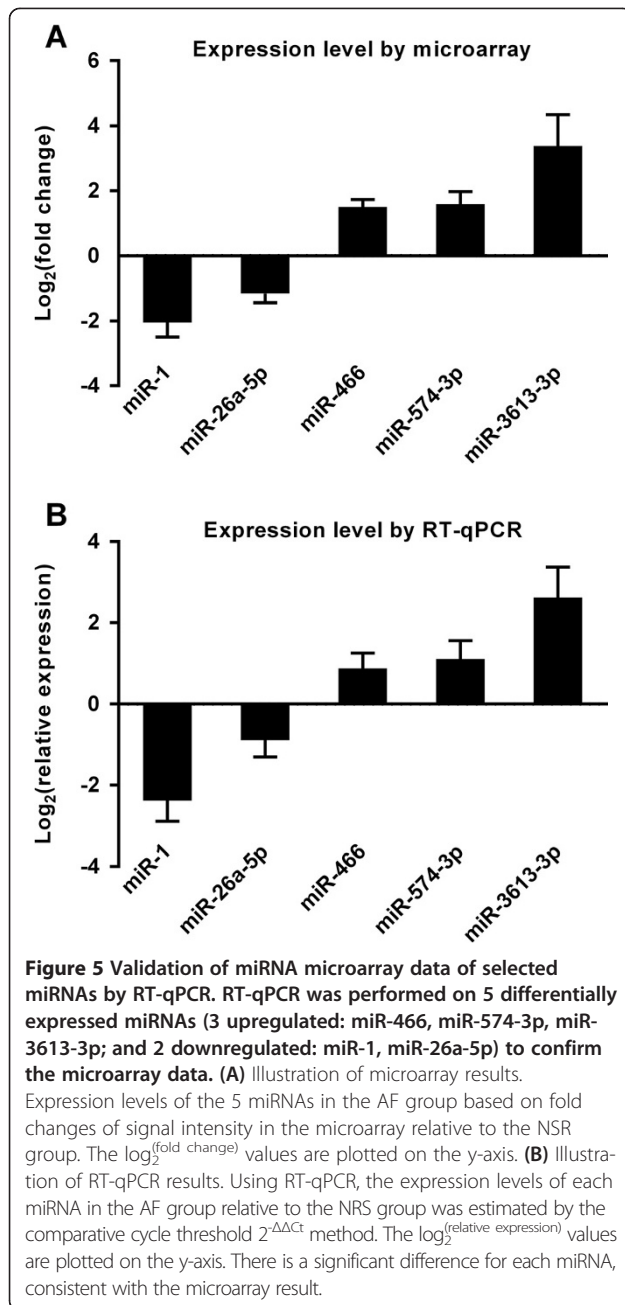 A
Expression level by microarray
Log₂(fold change)
6
4
2
0
-2
-4
miR-1
miR-26a-5p
miR-466
miR-574-3p
miR-3613-3p
B
Expression level by RT-qPCR
Log₂(relative expression)
4
2
0
-2
-4
miR-1
miR-26a-5p
miR-466
miR-574-3p
miR-3613-3p
Figure 5 Validation of miRNA microarray data of selected
miRNAs by RT-qPCR. RT-qPCR was performed on 5 differentially
expressed miRNAs (3 upregulated: miR-466, miR-574-3p, miR-
3613-3p; and 2 downregulated: miR-1, miR-26a-5p) to confirm
the microarray data. (A) Illustration of microarray results.
Expression levels of the 5 miRNAs in the AF group based on fold
changes of signal intensity in the microarray relative to the NSR
group. The log₂(fold change) values are plotted on the y-axis. (B) Illustra-
tion of RT-qPCR results. Using RT-qPCR, the expression levels of each
miRNA in the AF group relative to the NRS group was estimated by the
comparative cycle threshold 2-ΔΔCt method. The log₂(relative expression) values
are plotted on the y-axis. There is a significant difference for each miRNA,
consistent with the microarray result.